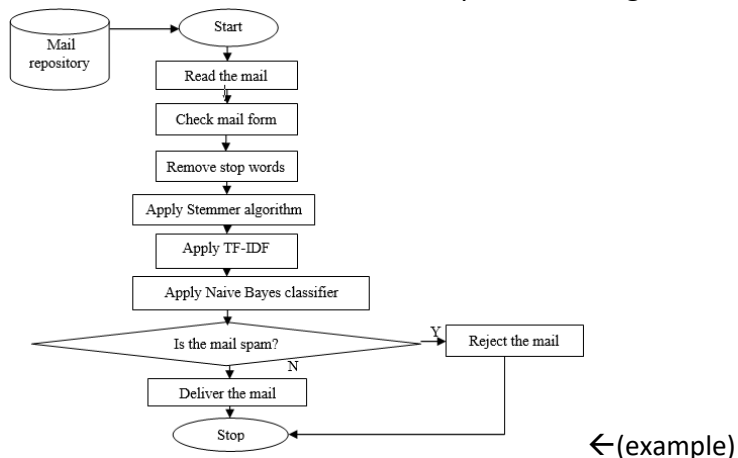 Start
Mail
repository
Read the mail
Check mail form
Remove stop words
Apply Stemmer algorithm
Apply TF-IDF
Apply Naive Bayes classifier
Is the mail spam?
Y
Reject the mail
N
Deliver the mail
Stop
←(example)